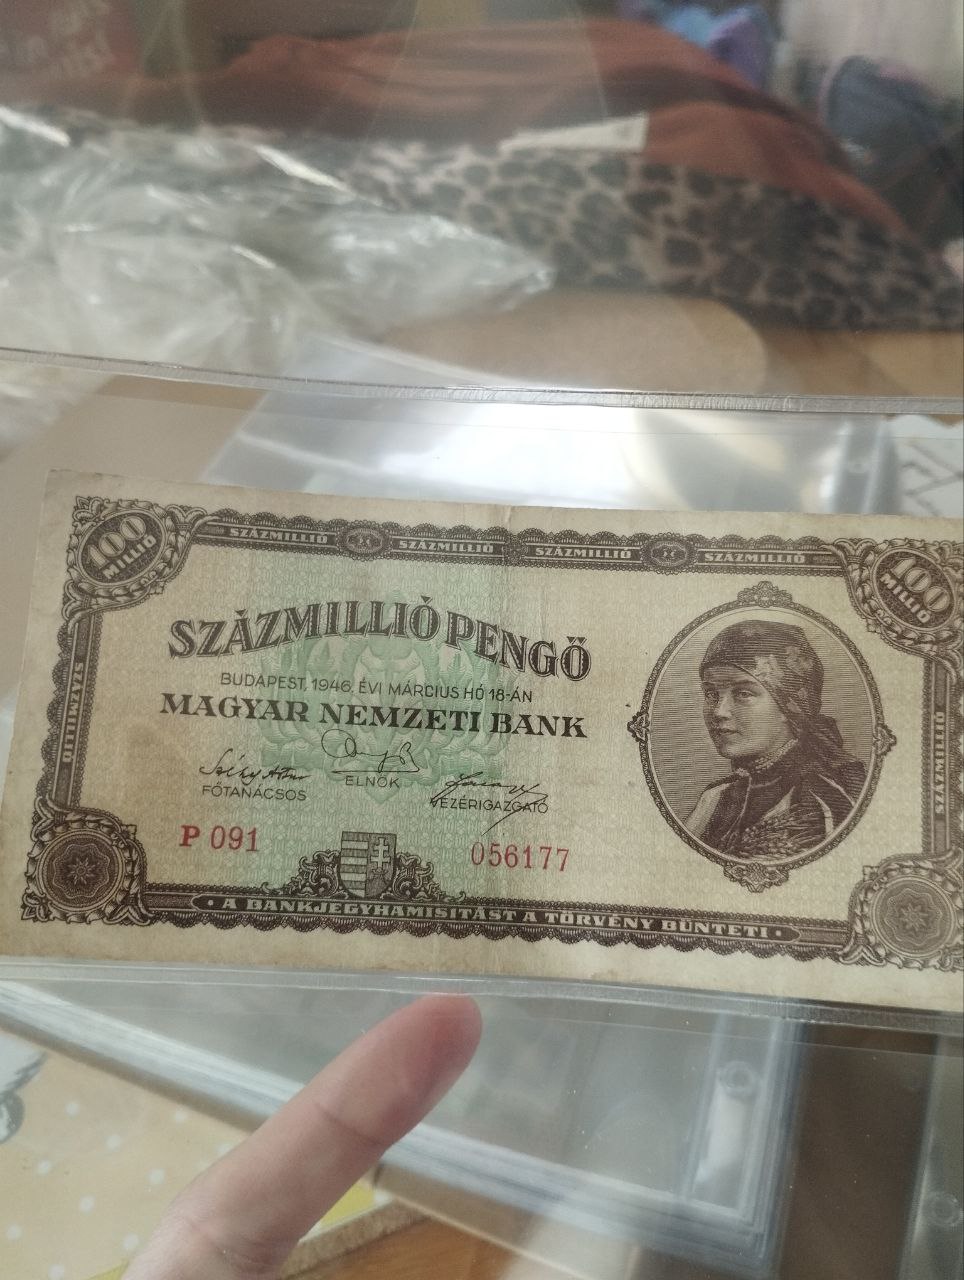 100
MILLIÓ
SZÁZMILLIÓ SZÁZMILLIÓ SZÁZMILLIÓ SZÁZMILLIÓ
100
MILLIÓ
SZÁZMILLIÓ PENGŐ
BUDAPEST, 1946. ÉVI MÁRCIUS HÓ 18-ÁN
MAGYAR NEMZETI BANK
SZÁZMILLIÓ
SZÁZMILLIÓ
ELNÖK
FŐTANÁCSOS
VEZÉRIGAZGATÓ
P 091
056177
· A BANKJEGYHAMISÍTÁST A TÖRVÉNY BÜNTETI ·